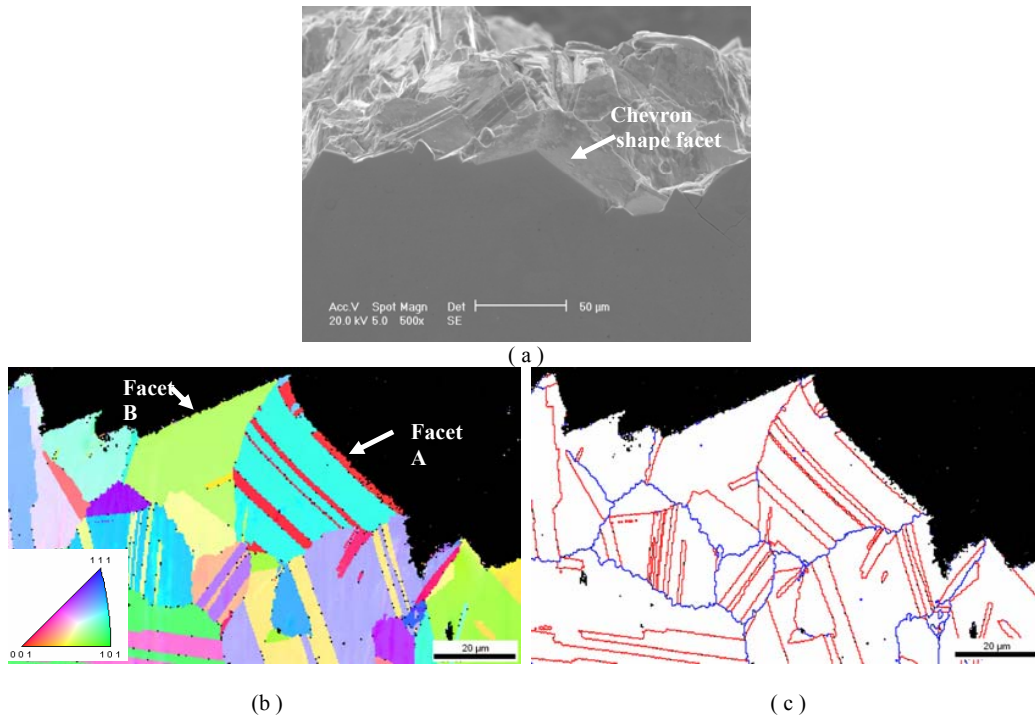 Chevron
shape facet
Acc.V Spot Magn Det 50 µm
20.0 kV 5.0 500x SE
( a )
Facet
B
Facet
A
1 1 1
0 0 1 1 0 1
20 µm
20 µm
(b)
( c )